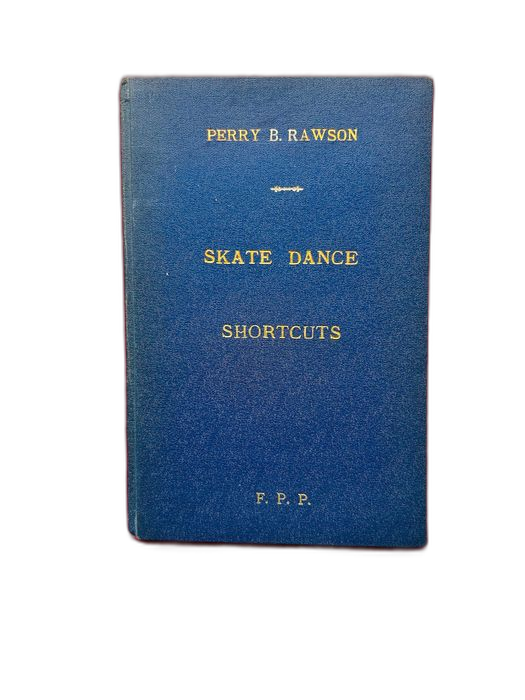 PERRY B. RAWSON
SKATE DANCE
SHORTCUTS
F. P. P.